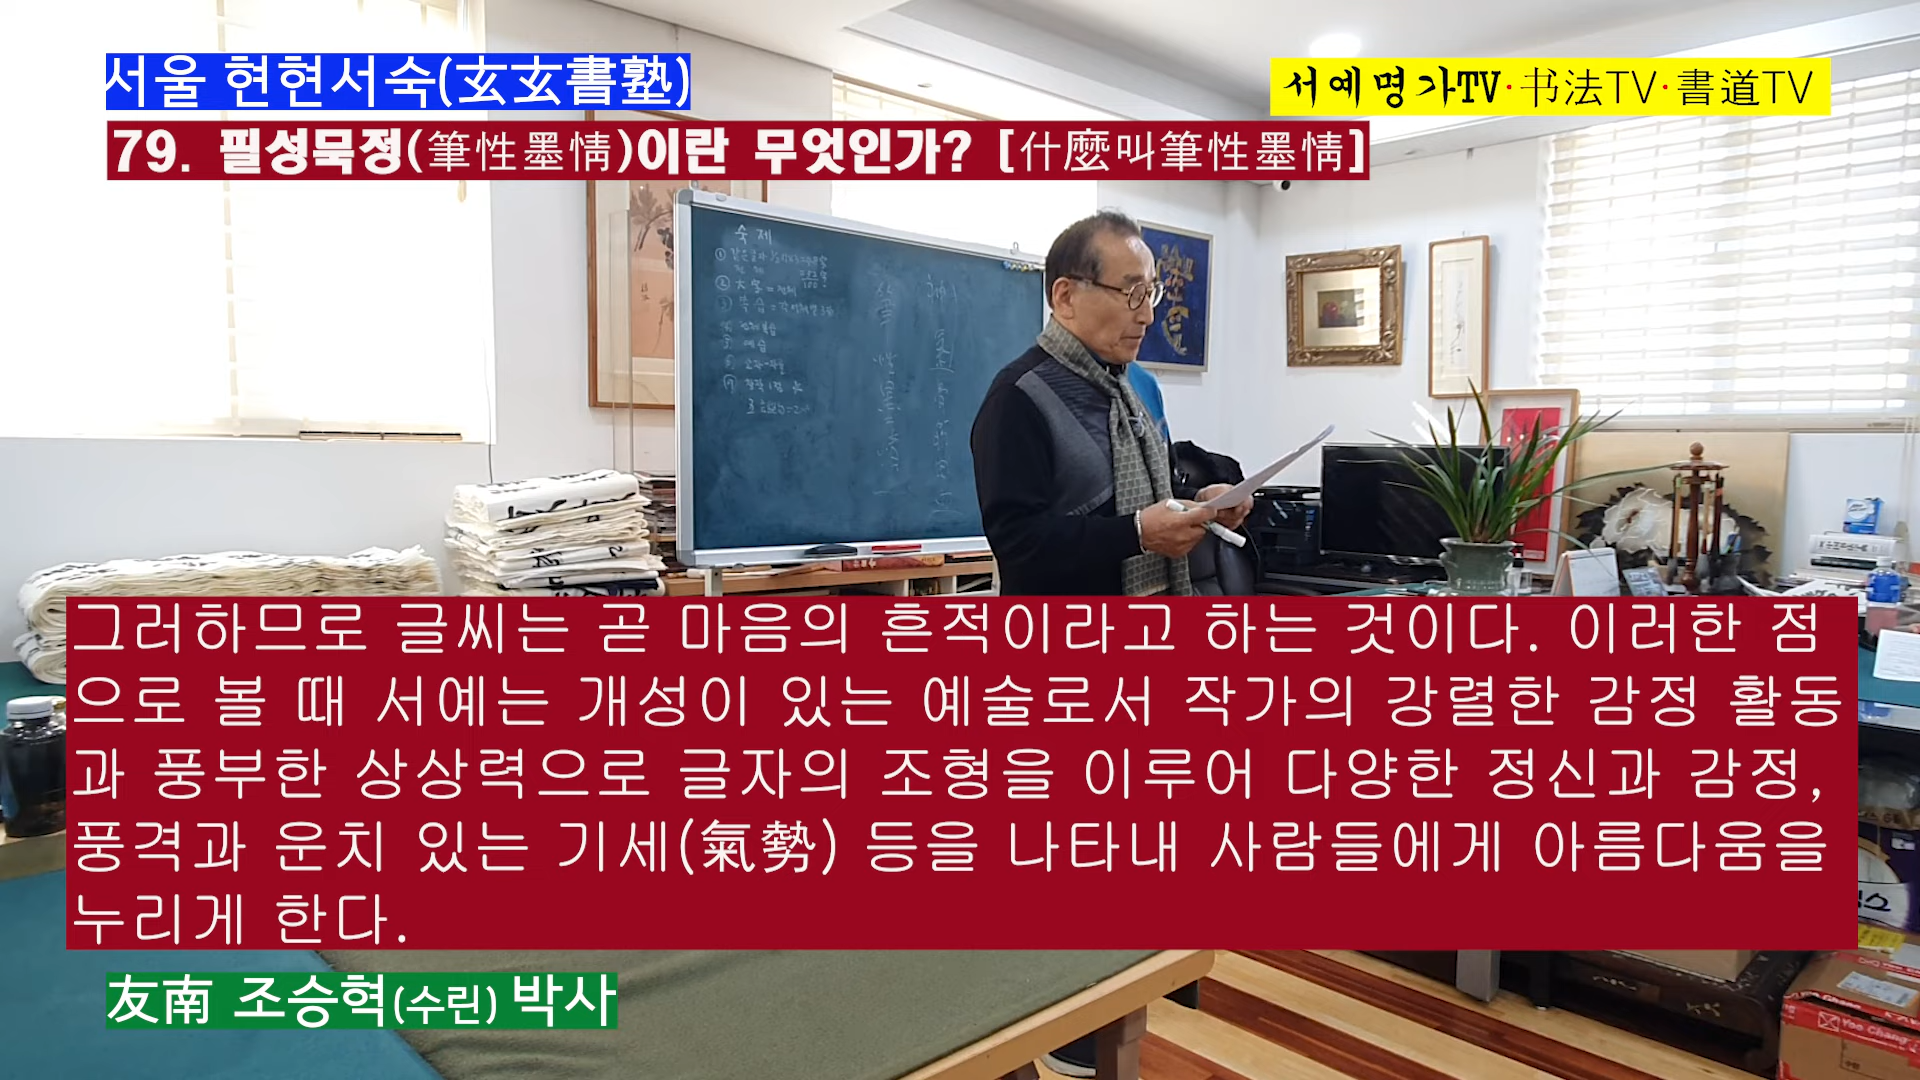 서울 현현서숙(玄玄書塾)
서예명가TV·书法TV·書道TV
79. 필성묵정(筆性墨情)이란 무엇인가? [什麼叫筆性墨情]
숙제
그러하므로 글씨는 곧 마음의 흔적이라고 하는 것이다. 이러한 점
으로 볼 때 서예는 개성이 있는 예술로서 작가의 강렬한 감정 활동
과 풍부한 상상력으로 글자의 조형을 이루어 다양한 정신과 감정,
풍격과 운치 있는 기세(氣勢) 등을 나타내 사람들에게 아름다움을
누리게 한다.
友南 조승혁(수린) 박사